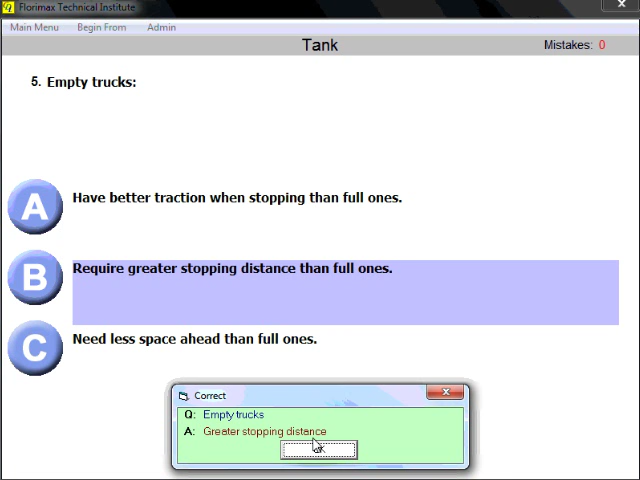 Florimax Technical Institute
Main Menu Begin From Admin
Tank Mistakes: 0
5. Empty trucks:
A Have better traction when stopping than full ones.
B Require greater stopping distance than full ones.
C Need less space ahead than full ones.
Correct
Q: Empty trucks
A: Greater stopping distance